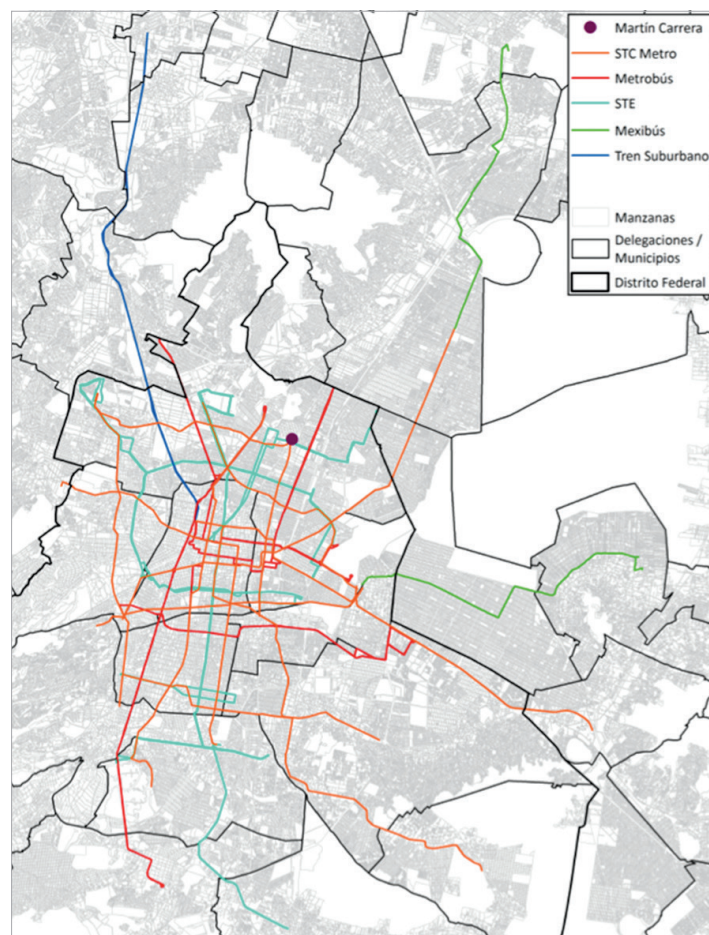 Martín Carrera
STC Metro
Metrobús
STE
Mexibús
Tren Suburbano
Manzanas
Delegaciones /
Municipios
Distrito Federal